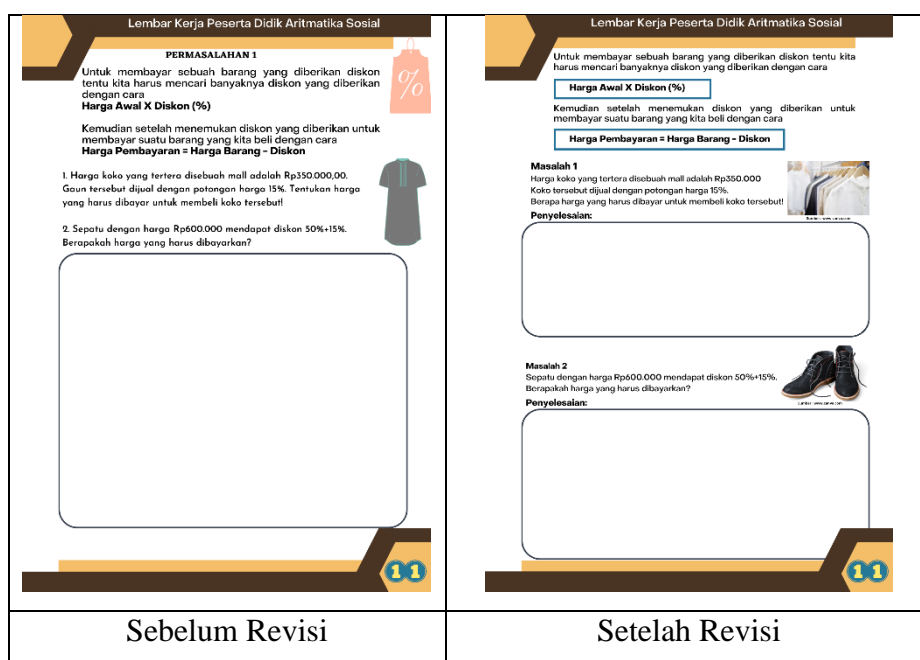 Lembar Kerja Peserta Didik Aritmatika Sosial
PERMASALAHAN 1
Untuk membayar sebuah barang yang diberikan diskon
tentu kita harus mencari banyaknya diskon yang diberikan
dengan cara
Harga Awal X Diskon (%)
Kemudian setelah menemukan diskon yang diberikan untuk
membayar suatu barang yang kita beli dengan cara
Harga Pembayaran = Harga Barang - Diskon
%
1. Harga koko yang tertera disebuah mall adalah Rp350.000,00.
Gaun tersebut dijual dengan potongan harga 15%. Tentukan harga
yang harus dibayar untuk membeli koko tersebut!
2. Sepatu dengan harga Rp600.000 mendapat diskon 50%+15%.
Berapakah harga yang harus dibayarkan?
11
Sebelum Revisi
Lembar Kerja Peserta Didik Aritmatika Sosial
Untuk membayar sebuah barang yang diberikan diskon tentu kita
harus mencari banyaknya diskon yang diberikan dengan cara
Harga Awal X Diskon (%)
Kemudian setelah menemukan diskon yang diberikan untuk
membayar suatu barang yang kita beli dengan cara
Harga Pembayaran = Harga Barang - Diskon
Masalah 1
Harga koko yang tertera disebuah mall adalah Rp350.000
Koko tersebut dijual dengan potongan harga 15%.
Berapa harga yang harus dibayar untuk membeli koko tersebut!
Sumber : www.canva.com
Penyelesaian:
Masalah 2
Sepatu dengan harga Rp600.000 mendapat diskon 50%+15%.
Berapakah harga yang harus dibayarkan?
Sumber : www.canva.com
Penyelesaian:
11
Setelah Revisi